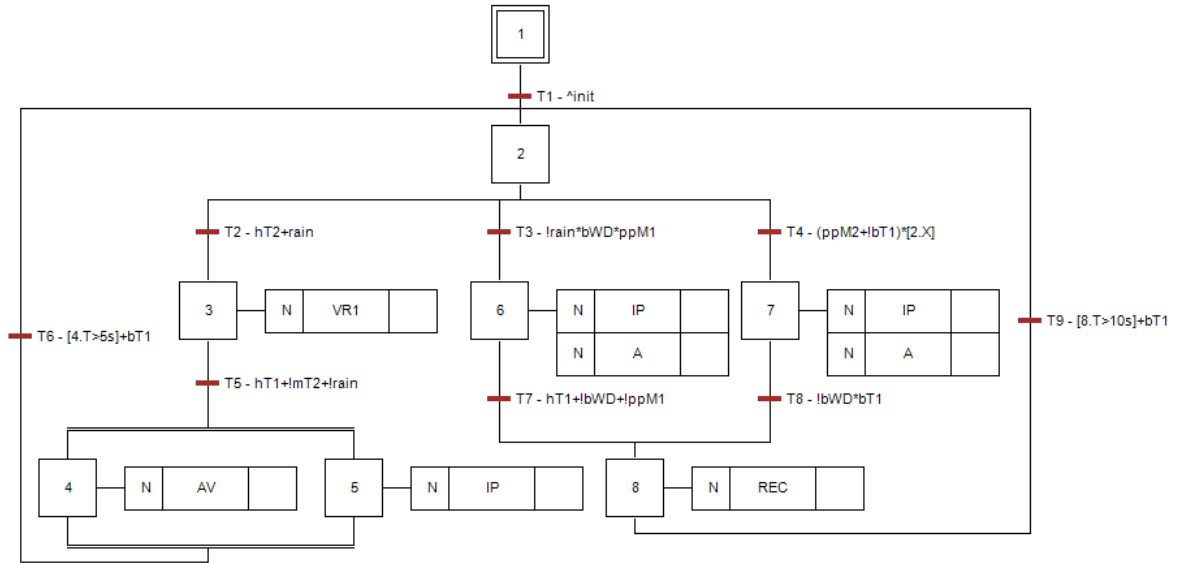 1
T1 - ^init
2
T2 - hT2+rain
T3 - !rain*bWD*ppM1
T4 - (ppM2+!bT1)*[2.X]
3
N VR1
6
N IP
N A
7
N IP
N A
T6 - [4.T>5s]+bT1
T9 - [8.T>10s]+bT1
T5 - hT1+!mT2+!rain
T7 - hT1+!bWD+!ppM1
T8 - !bWD*bT1
4
N AV
5
N IP
8
N REC